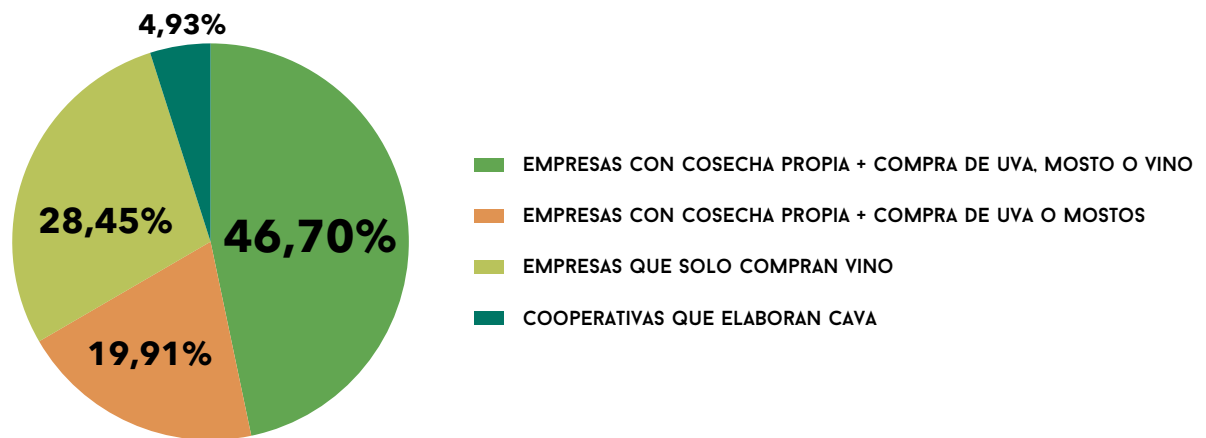 4,93%
28,45%
46,70%
19,91%
EMPRESAS CON COSECHA PROPIA + COMPRA DE UVA, MOSTO O VINO
EMPRESAS CON COSECHA PROPIA + COMPRA DE UVA O MOSTOS
EMPRESAS QUE SOLO COMPRAN VINO
COOPERATIVAS QUE ELABORAN CAVA